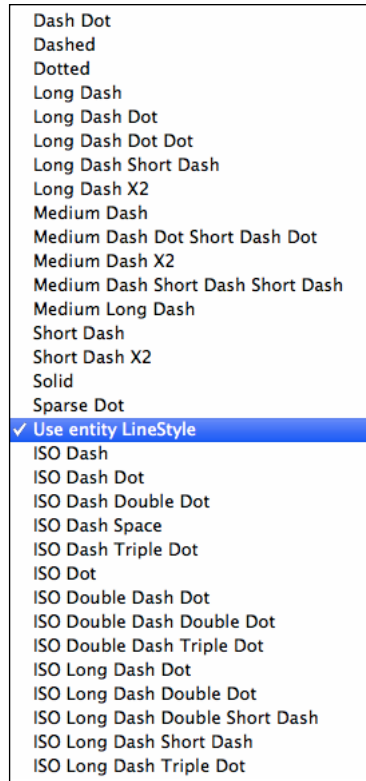 Dash Dot
Dashed
Dotted
Long Dash
Long Dash Dot
Long Dash Dot Dot
Long Dash Short Dash
Long Dash X2
Medium Dash
Medium Dash Dot Short Dash Dot
Medium Dash X2
Medium Dash Short Dash Short Dash
Medium Long Dash
Short Dash
Short Dash X2
Solid
Sparse Dot
✓ Use entity LineStyle
ISO Dash
ISO Dash Dot
ISO Dash Double Dot
ISO Dash Space
ISO Dash Triple Dot
ISO Dot
ISO Double Dash Dot
ISO Double Dash Double Dot
ISO Double Dash Triple Dot
ISO Long Dash Dot
ISO Long Dash Double Dot
ISO Long Dash Double Short Dash
ISO Long Dash Short Dash
ISO Long Dash Triple Dot